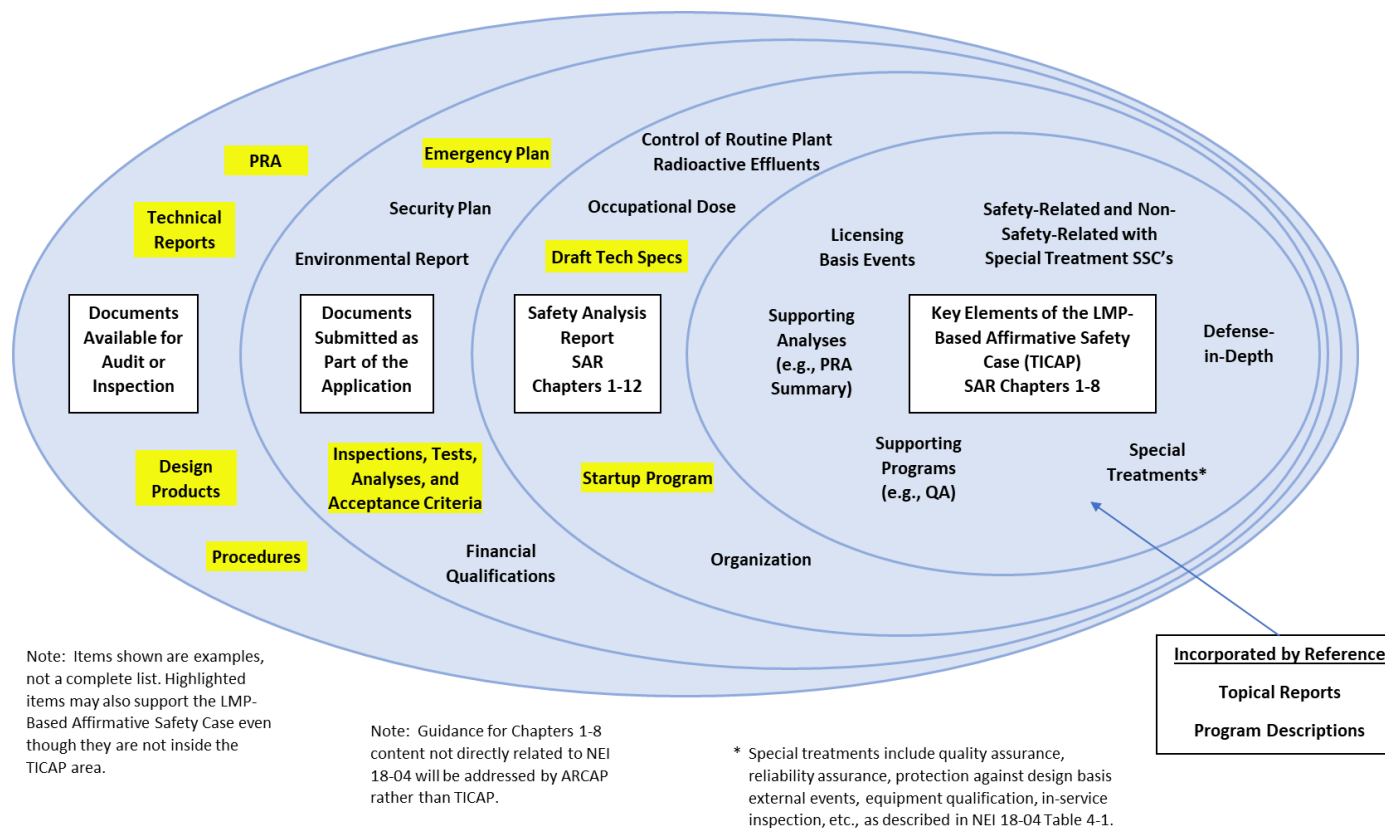 PRA
Technical
Reports
Documents
Available for
Audit or
Inspection
Design
Products
Procedures
Emergency Plan
Security Plan
Environmental Report
Documents
Submitted as
Part of the
Application
Inspections, Tests,
Analyses, and
Acceptance Criteria
Financial
Qualifications
Control of Routine Plant
Radioactive Effluents
Occupational Dose
Draft Tech Specs
Safety Analysis
Report
SAR
Chapters 1-12
Startup Program
Organization
Licensing
Basis Events
Safety-Related and Non-
Safety-Related with
Special Treatment SSC's
Supporting
Analyses
(e.g., PRA
Summary)
Key Elements of the LMP-
Based Affirmative Safety
Case (TICAP)
SAR Chapters 1-8
Defense-
in-Depth
Supporting
Programs
(e.g., QA)
Special
Treatments*
Incorporated by Reference
Topical Reports
Program Descriptions
Note: Items shown are examples,
not a complete list. Highlighted
items may also support the LMP-
Based Affirmative Safety Case even
though they are not inside the
TICAP area.
Note: Guidance for Chapters 1-8
content not directly related to NEI
18-04 will be addressed by ARCAP
rather than TICAP.
* Special treatments include quality assurance,
reliability assurance, protection against design basis
external events, equipment qualification, in-service
inspection, etc., as described in NEI 18-04 Table 4-1.